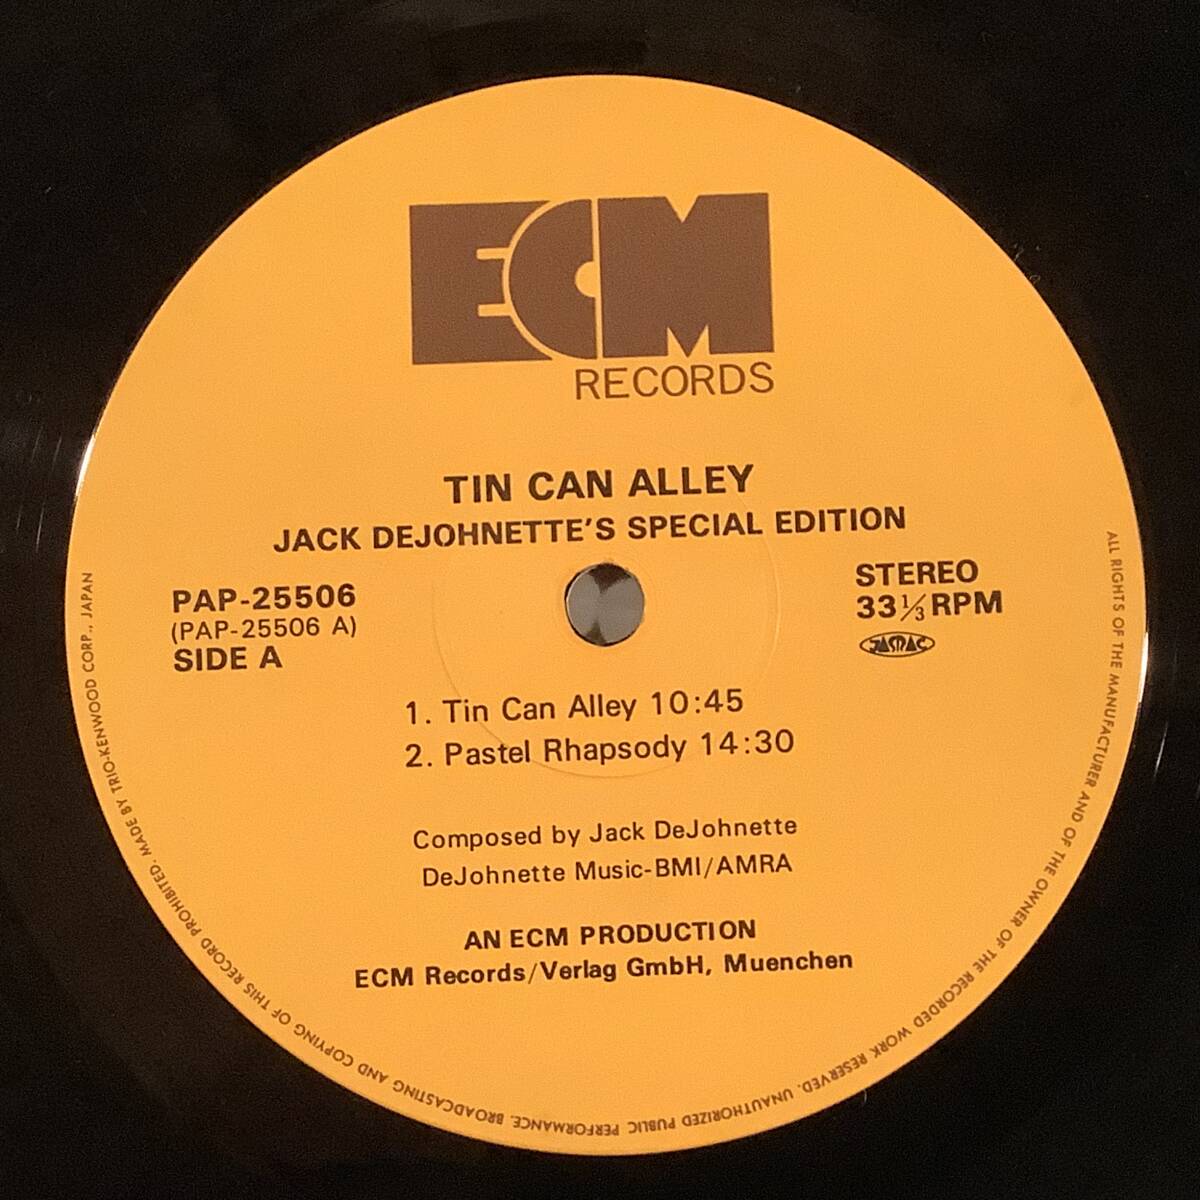 ECM
RECORDS
TIN CAN ALLEY
JACK DEJOHNETTE'S SPECIAL EDITION
PAP-25506
(PAP-25506 A)
SIDE A
STEREO
33⅓RPM
JASRAC
1. Tin Can Alley 10:45
2. Pastel Rhapsody 14:30
Composed by Jack DeJohnette
DeJohnette Music-BMI/AMRA
AN ECM PRODUCTION
ECM Records/Verlag GmbH, Muenchen
ALL RIGHTS OF THE MANUFACTURER AND OF THE OWNER OF THE RECORDED WORK RESERVED. UNAUTHORIZED PUBLIC PERFORMANCE, BROADCASTING AND COPYING OF THIS RECORD PROHIBITED. MADE BY TRIO-KENWOOD CORP., JAPAN